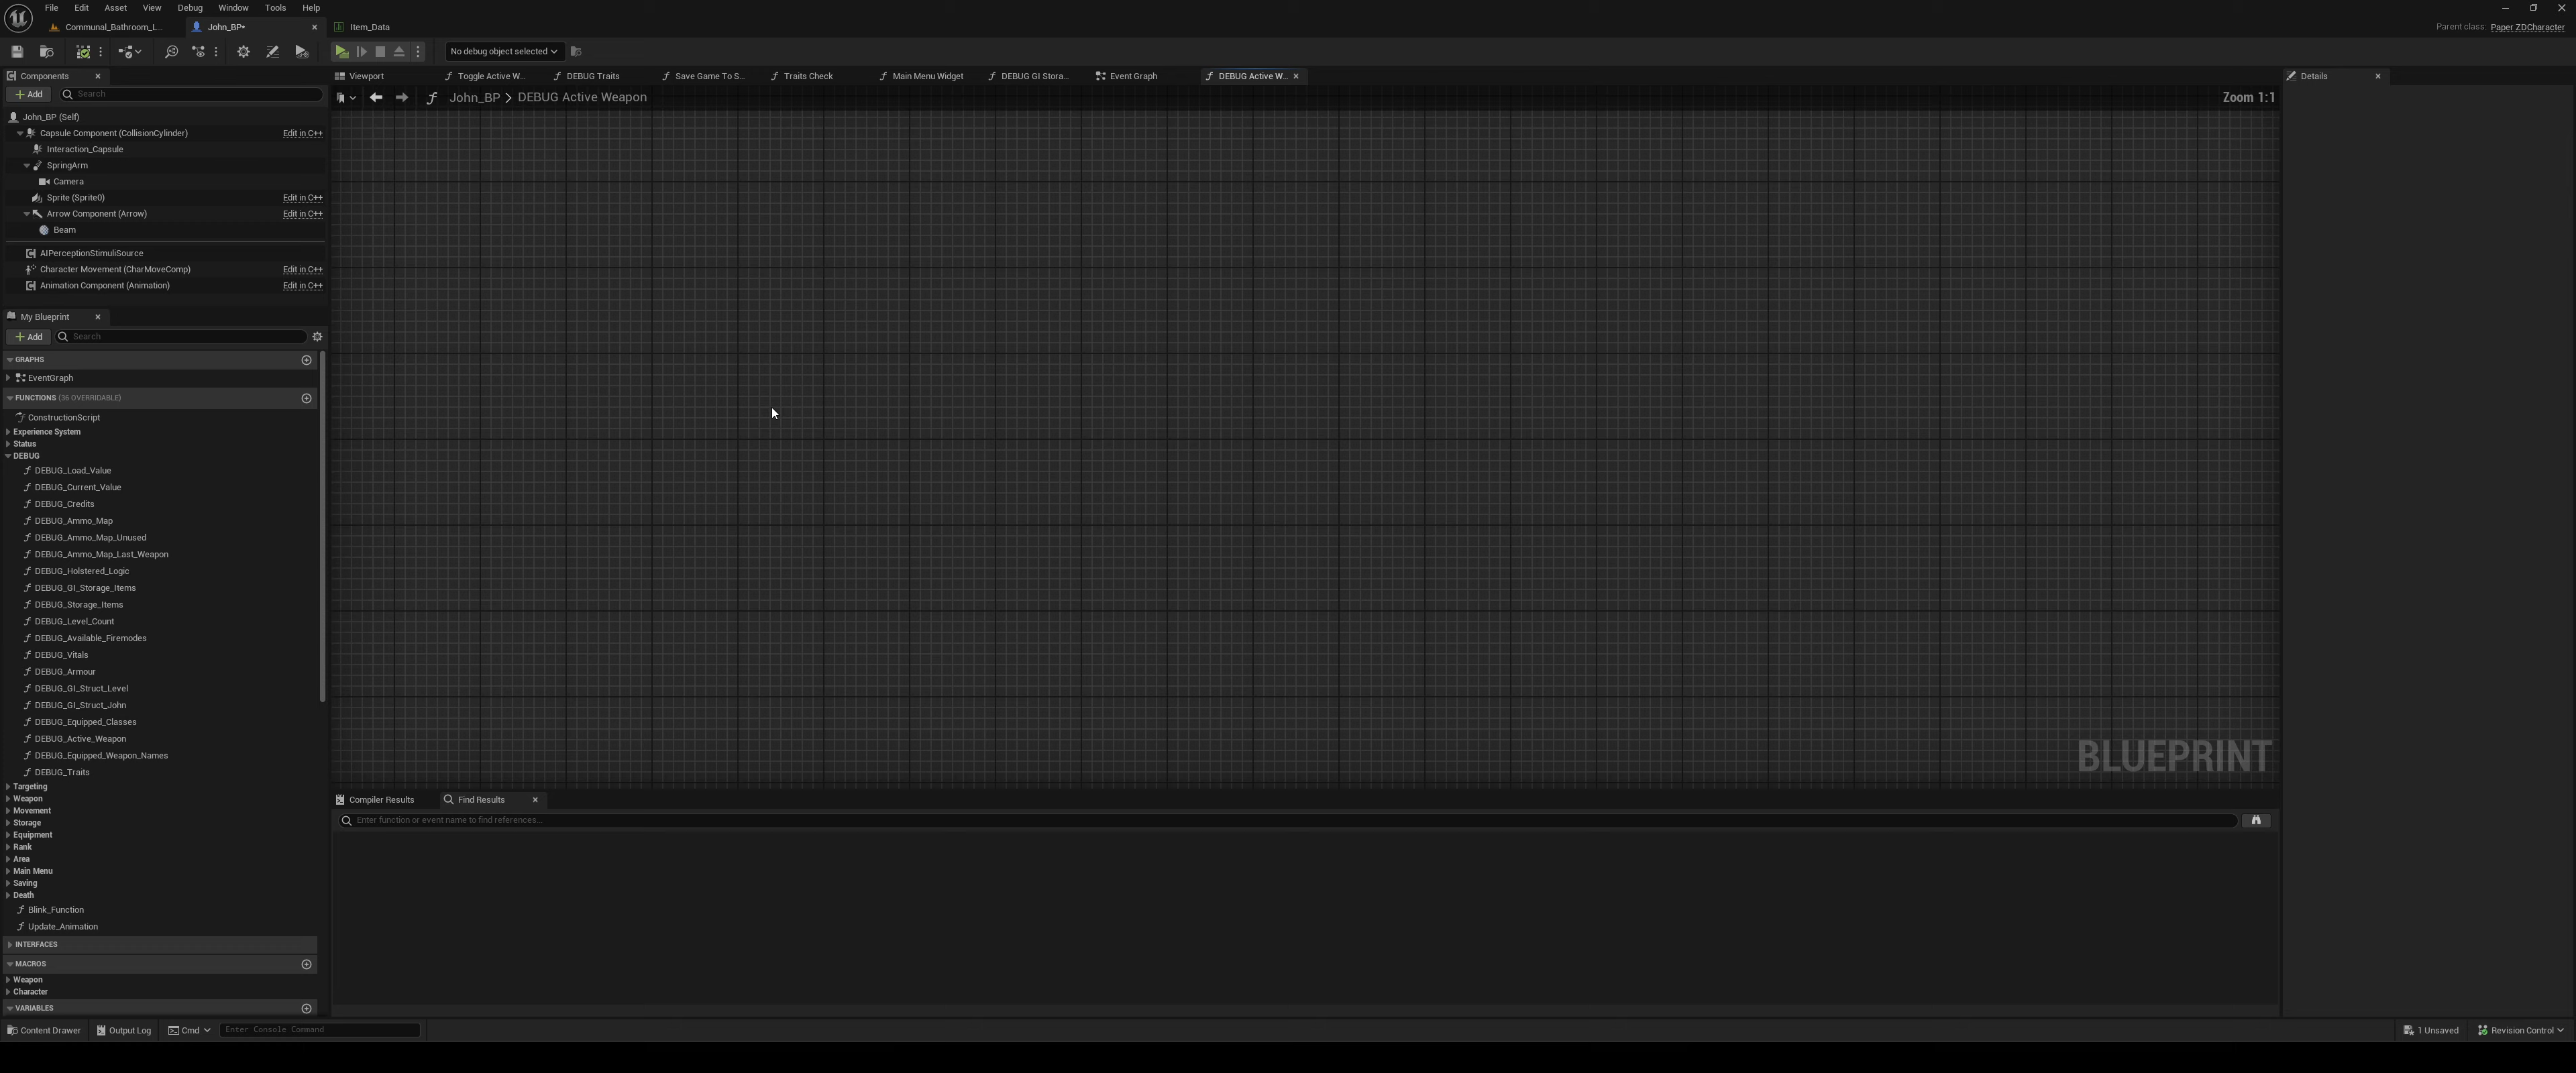 File Edit Asset View Debug Window Tools Help
Communal_Bathroom_L... John_BP* Item_Data
Parent class: Paper ZDCharacter
No debug object selected
Components
Viewport Toggle Active W... DEBUG Traits Save Game To S... Traits Check Main Menu Widget DEBUG GI Stora... Event Graph DEBUG Active W...
Details
Add Search
John_BP > DEBUG Active Weapon
Zoom 1:1
John_BP (Self)
Capsule Component (CollisionCylinder) Edit in C++
Interaction_Capsule
SpringArm
Camera
Sprite (Sprite0) Edit in C++
Arrow Component (Arrow) Edit in C++
Beam
AIPerceptionStimuliSource
Character Movement (CharMoveComp) Edit in C++
Animation Component (Animation) Edit in C++
My Blueprint
Add Search
GRAPHS
EventGraph
FUNCTIONS (36 OVERRIDABLE)
ConstructionScript
Experience System
Status
DEBUG
DEBUG_Load_Value
DEBUG_Current_Value
DEBUG_Credits
DEBUG_Ammo_Map
DEBUG_Ammo_Map_Unused
DEBUG_Ammo_Map_Last_Weapon
DEBUG_Holstered_Logic
DEBUG_GI_Storage_Items
DEBUG_Storage_Items
DEBUG_Level_Count
DEBUG_Available_Firemodes
DEBUG_Vitals
DEBUG_Armour
DEBUG_GI_Struct_Level
DEBUG_GI_Struct_John
DEBUG_Equipped_Classes
DEBUG_Active_Weapon
DEBUG_Equipped_Weapon_Names
DEBUG_Traits
BLUEPRINT
Targeting
Weapon
Movement
Storage
Equipment
Rank
Area
Main Menu
Saving
Death
Blink_Function
Update_Animation
INTERFACES
MACROS
Weapon
Character
VARIABLES
Compiler Results Find Results
Enter function or event name to find references...
Content Drawer Output Log Cmd Enter Console Command
1 Unsaved Revision Control